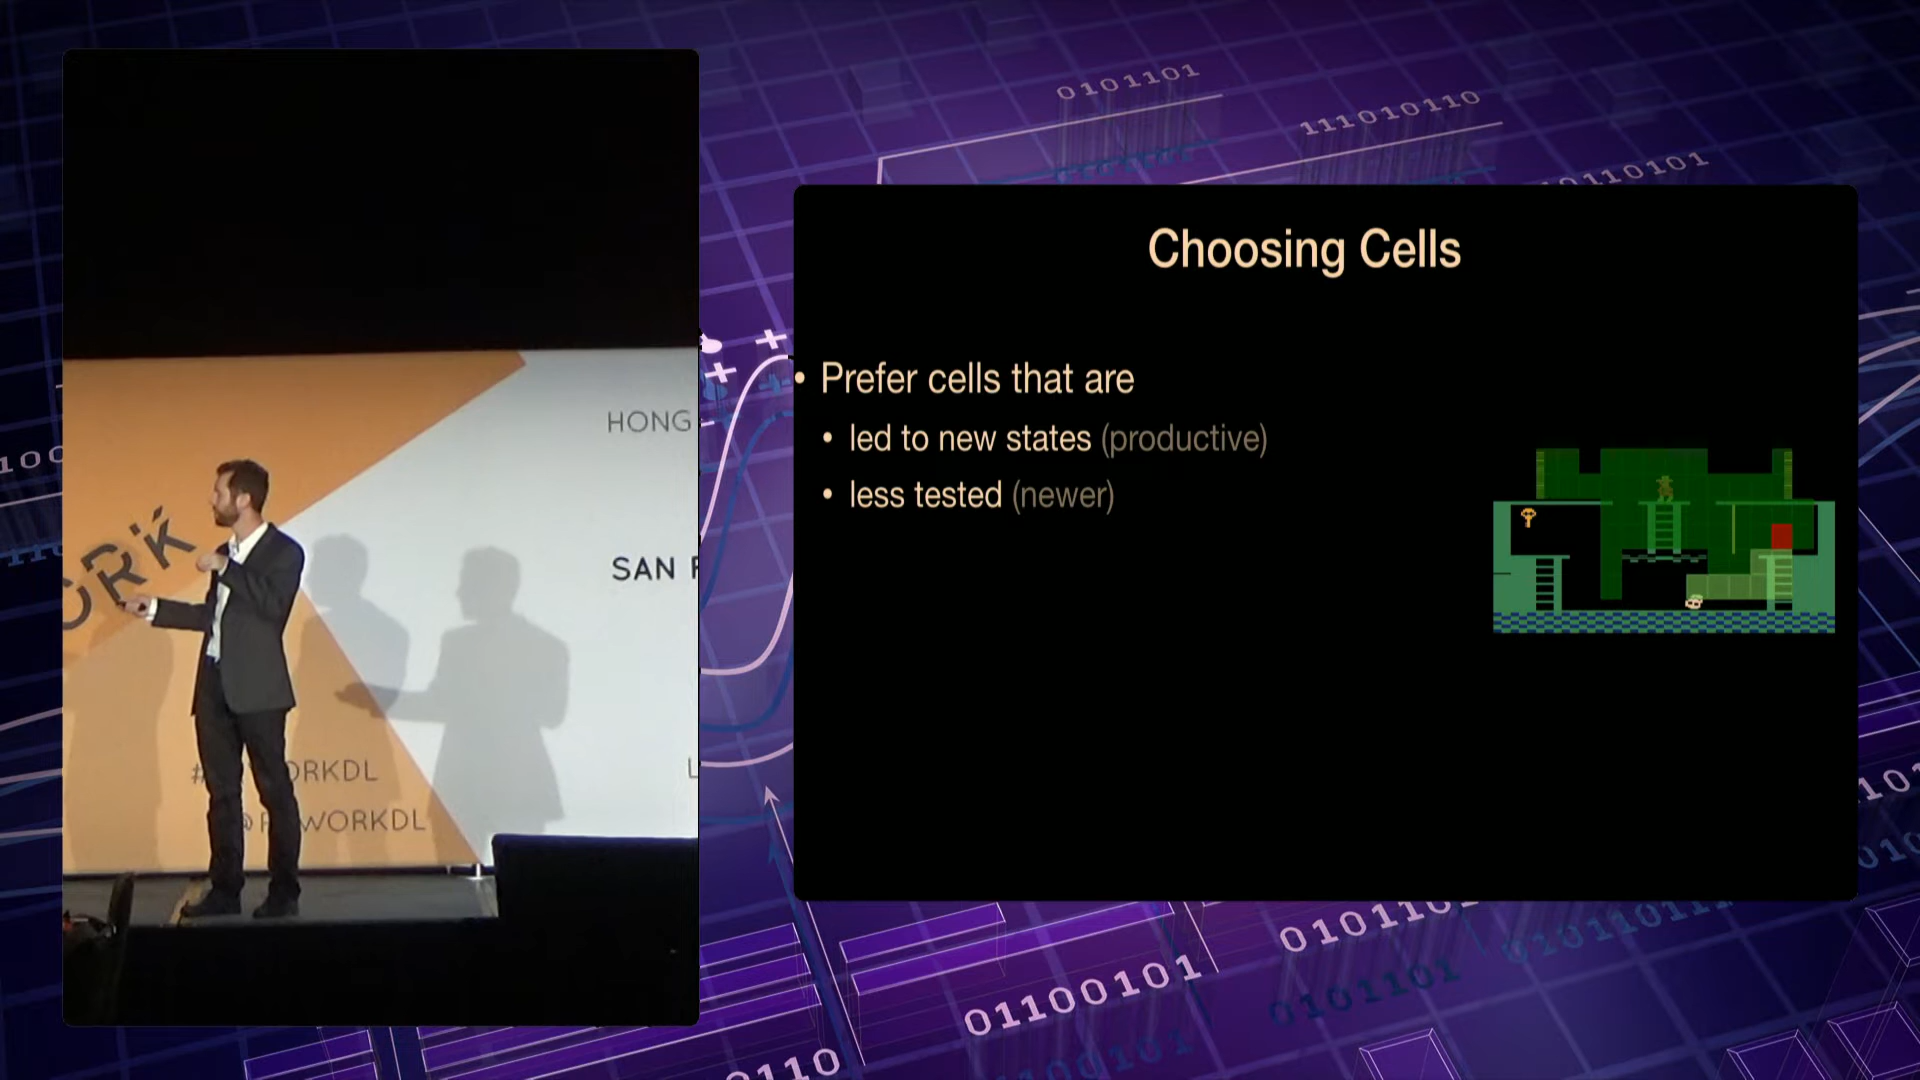 HONG
SAN
#
ORKDL
WORKDL
Choosing Cells
• Prefer cells that are
• led to new states (productive)
• less tested (newer)
0101101
111010110
01100101